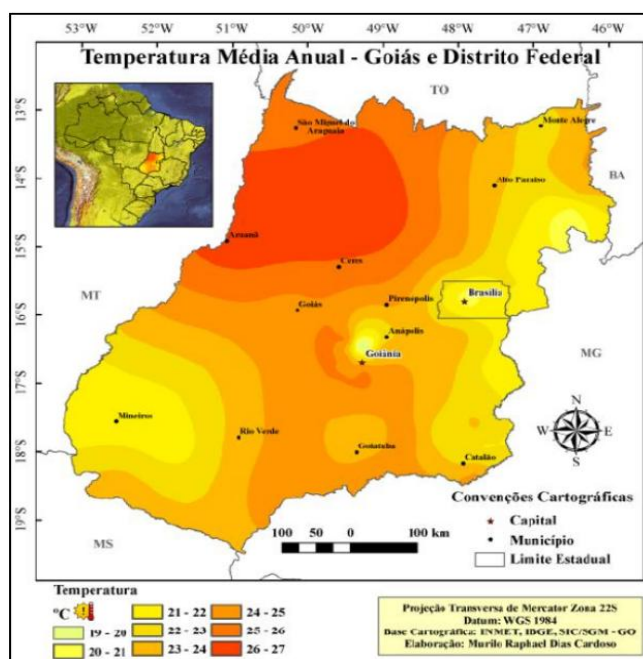 53°W 52°W 51°W 50°W 49°W 48°W 47°W 46°W
Temperatura Média Anual - Goiás e Distrito Federal
TO
13°S
São Miguel do
Araguaia
Monte Alegre
BA
14°S
Alto Paraíso
Aruanã
15°S
Ceres
MT
Goiás
Pirenópolis
Brasília
16°S
Anápolis
Goiânia
MG
17°S
Mineiros
Rio Verde
Goiatuba
Catalão
18°S
N
W E
S
19°S
MS
Convenções Cartográficas
Capital
Município
Limite Estadual
100 50 0 100 km
Temperatura
°C
19 - 20
20 - 21
21 - 22
22 - 23
23 - 24
24 - 25
25 - 26
26 - 27
Projeção Transversa de Mercator Zona 22S
Datum: WGS 1984
Base Cartográfica: INMET, IBGE, SIC/SGM - GO
Elaboração: Murilo Raphael Dias Cardoso